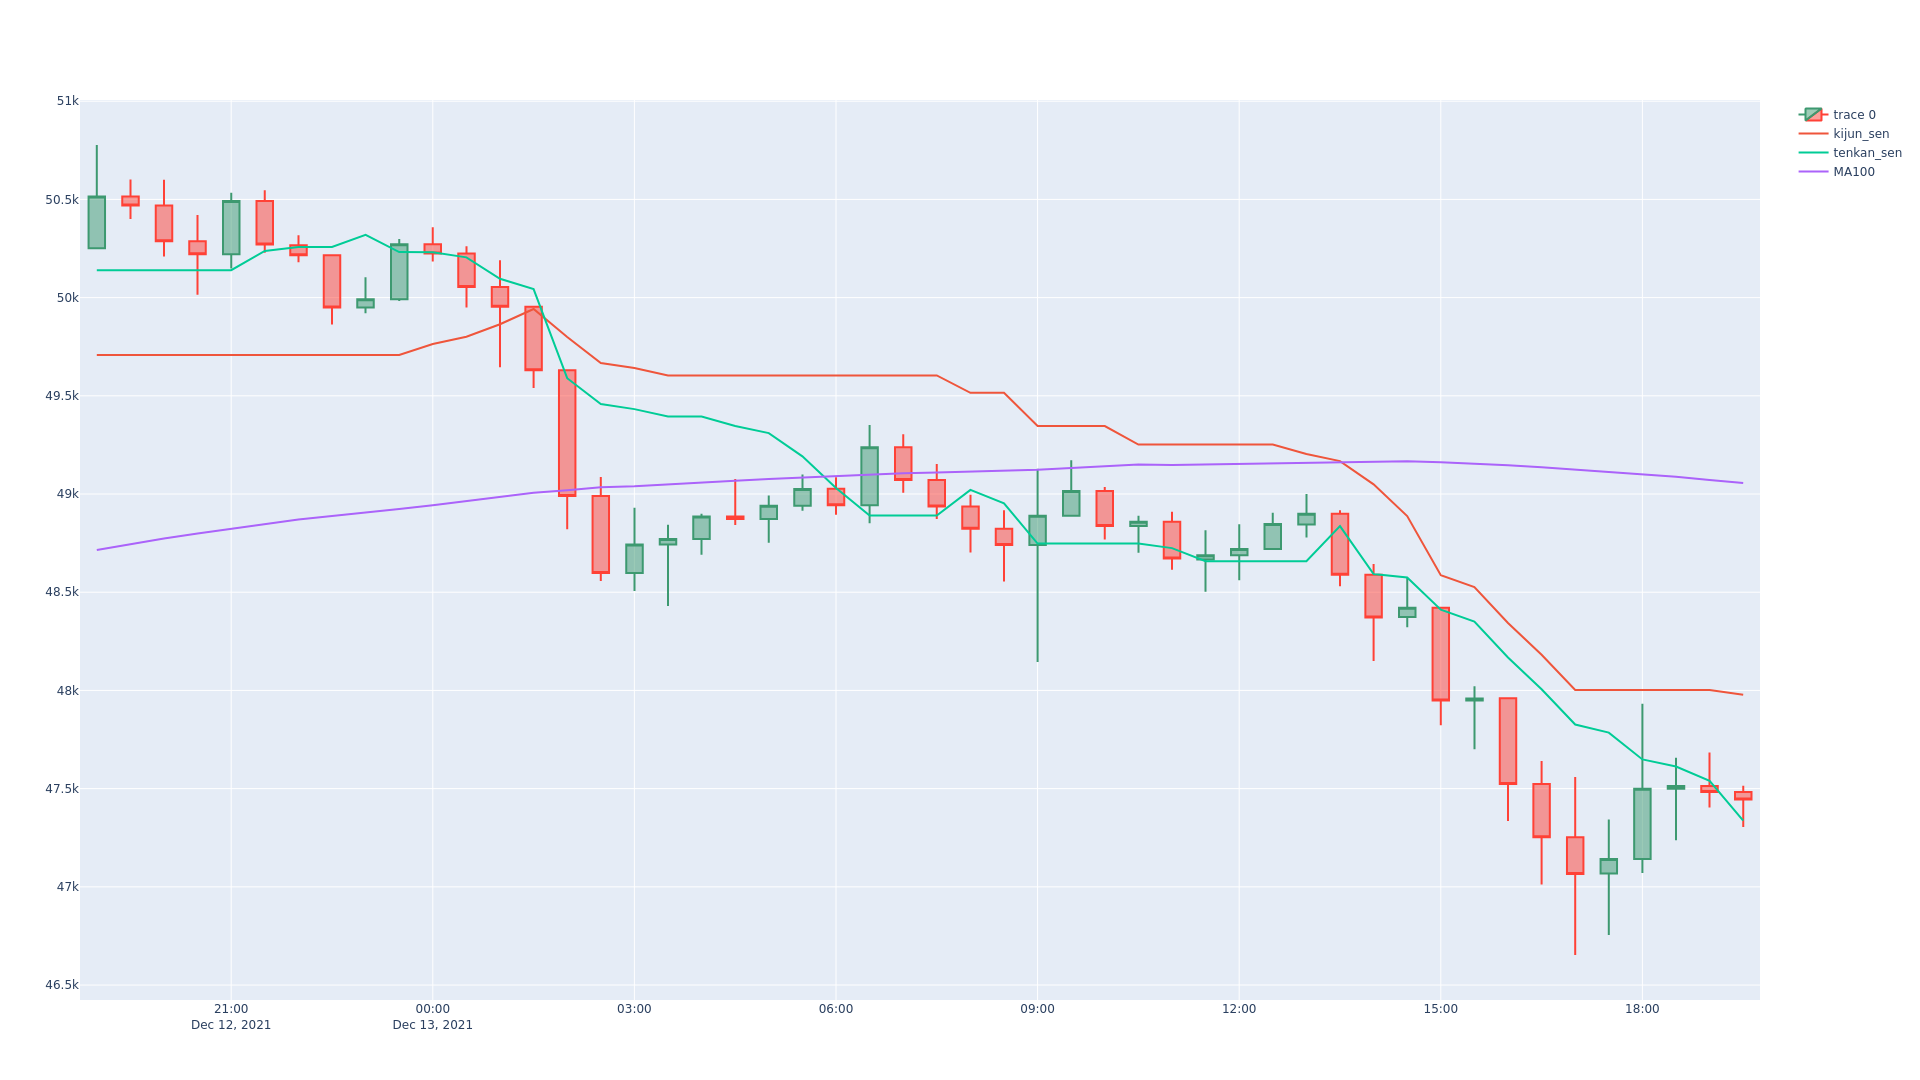 51k
50.5k
50k
49.5k
49k
48.5k
48k
47.5k
47k
46.5k
21:00
Dec 12, 2021
00:00
Dec 13, 2021
03:00
06:00
09:00
12:00
15:00
18:00
trace 0
kijun_sen
tenkan_sen
MA100